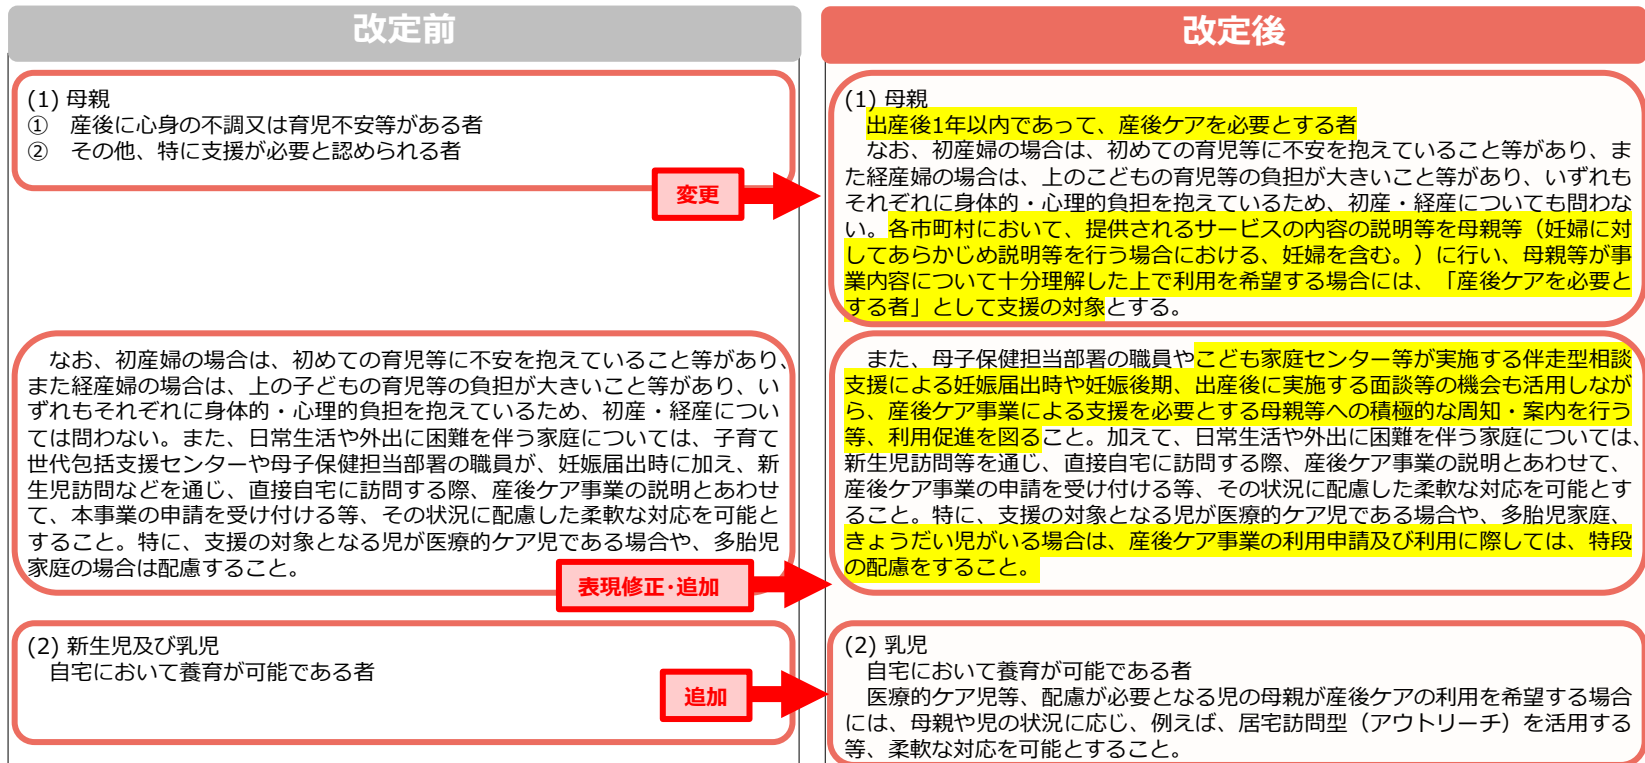 改定前
(1) 母親
① 産後に心身の不調又は育児不安等がある者
② その他、特に支援が必要と認められる者
変更
なお、初産婦の場合は、初めての育児等に不安を抱えていること等があり、
また経産婦の場合は、上の子どもの育児等の負担が大きいこと等があり、い
ずれもそれぞれに身体的・心理的負担を抱えているため、初産・経産につい
ては問わない。また、日常生活や外出に困難を伴う家庭については、子育て
世代包括支援センターや母子保健担当部署の職員が、妊娠届出時に加え、新
生児訪問などを通じ、直接自宅に訪問する際、産後ケア事業の説明とあわせ
て、本事業の申請を受け付ける等、その状況に配慮した柔軟な対応を可能と
すること。特に、支援の対象となる児が医療的ケア児である場合や、多胎児
家庭の場合は配慮すること。
表現修正・追加
(2) 新生児及び乳児
自宅において養育が可能である者
追加
改定後
(1) 母親
出産後1年以内であって、産後ケアを必要とする者
なお、初産婦の場合は、初めての育児等に不安を抱えていること等があり、ま
た経産婦の場合は、上のこどもの育児等の負担が大きいこと等があり、いずれも
それぞれに身体的・心理的負担を抱えているため、初産・経産についても問わな
い。各市町村において、提供されるサービスの内容の説明等を母親等（妊婦に対
してあらかじめ説明等を行う場合における、妊婦を含む。）に行い、母親等が事
業内容について十分理解した上で利用を希望する場合には、「産後ケアを必要と
する者」として支援の対象とする。
また、母子保健担当部署の職員やこども家庭センター等が実施する伴走型相談
支援による妊娠届出時や妊娠後期、出産後に実施する面談等の機会も活用しなが
ら、産後ケア事業による支援を必要とする母親等への積極的な周知・案内を行う
等、利用促進を図ること。加えて、日常生活や外出に困難を伴う家庭については、
新生児訪問等を通じ、直接自宅に訪問する際、産後ケア事業の説明とあわせて、
産後ケア事業の申請を受け付ける等、その状況に配慮した柔軟な対応を可能とす
ること。特に、支援の対象となる児が医療的ケア児である場合や、多胎児家庭、
きょうだい児がいる場合は、産後ケア事業の利用申請及び利用に際しては、特段
の配慮をすること。
(2) 乳児
自宅において養育が可能である者
医療的ケア児等、配慮が必要となる児の母親が産後ケアの利用を希望する場合
には、母親や児の状況に応じ、例えば、居宅訪問型（アウトリーチ）を活用する
等、柔軟な対応を可能とすること。